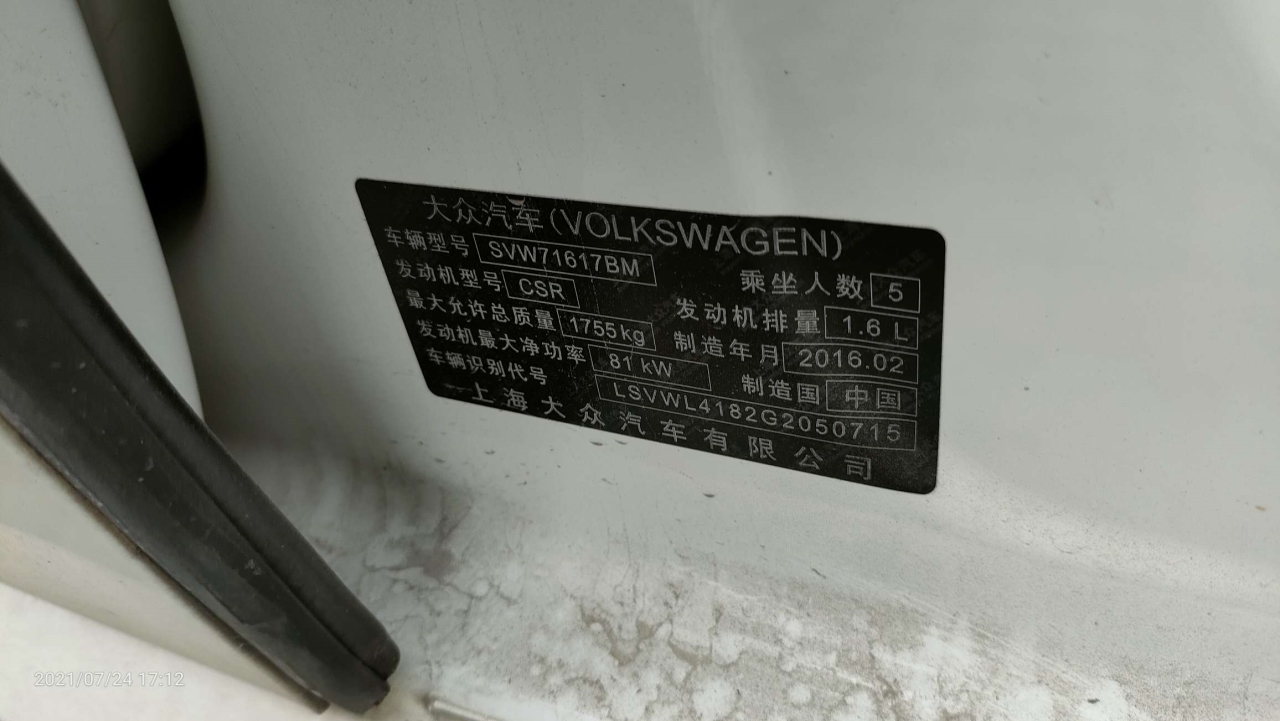 大众汽车(VOLKSWAGEN)
车辆型号 SVW71617BM 乘坐人数 5
发动机型号 CSR 发动机排量 1.6 L
最大允许总质量 1755kg 制造年月 2016.02
发动机最大净功率 81 kW 制造国 中国
车辆识别代号 LSVWL4182G2050715
上海大众汽车有限公司
2021/07/24 17:12